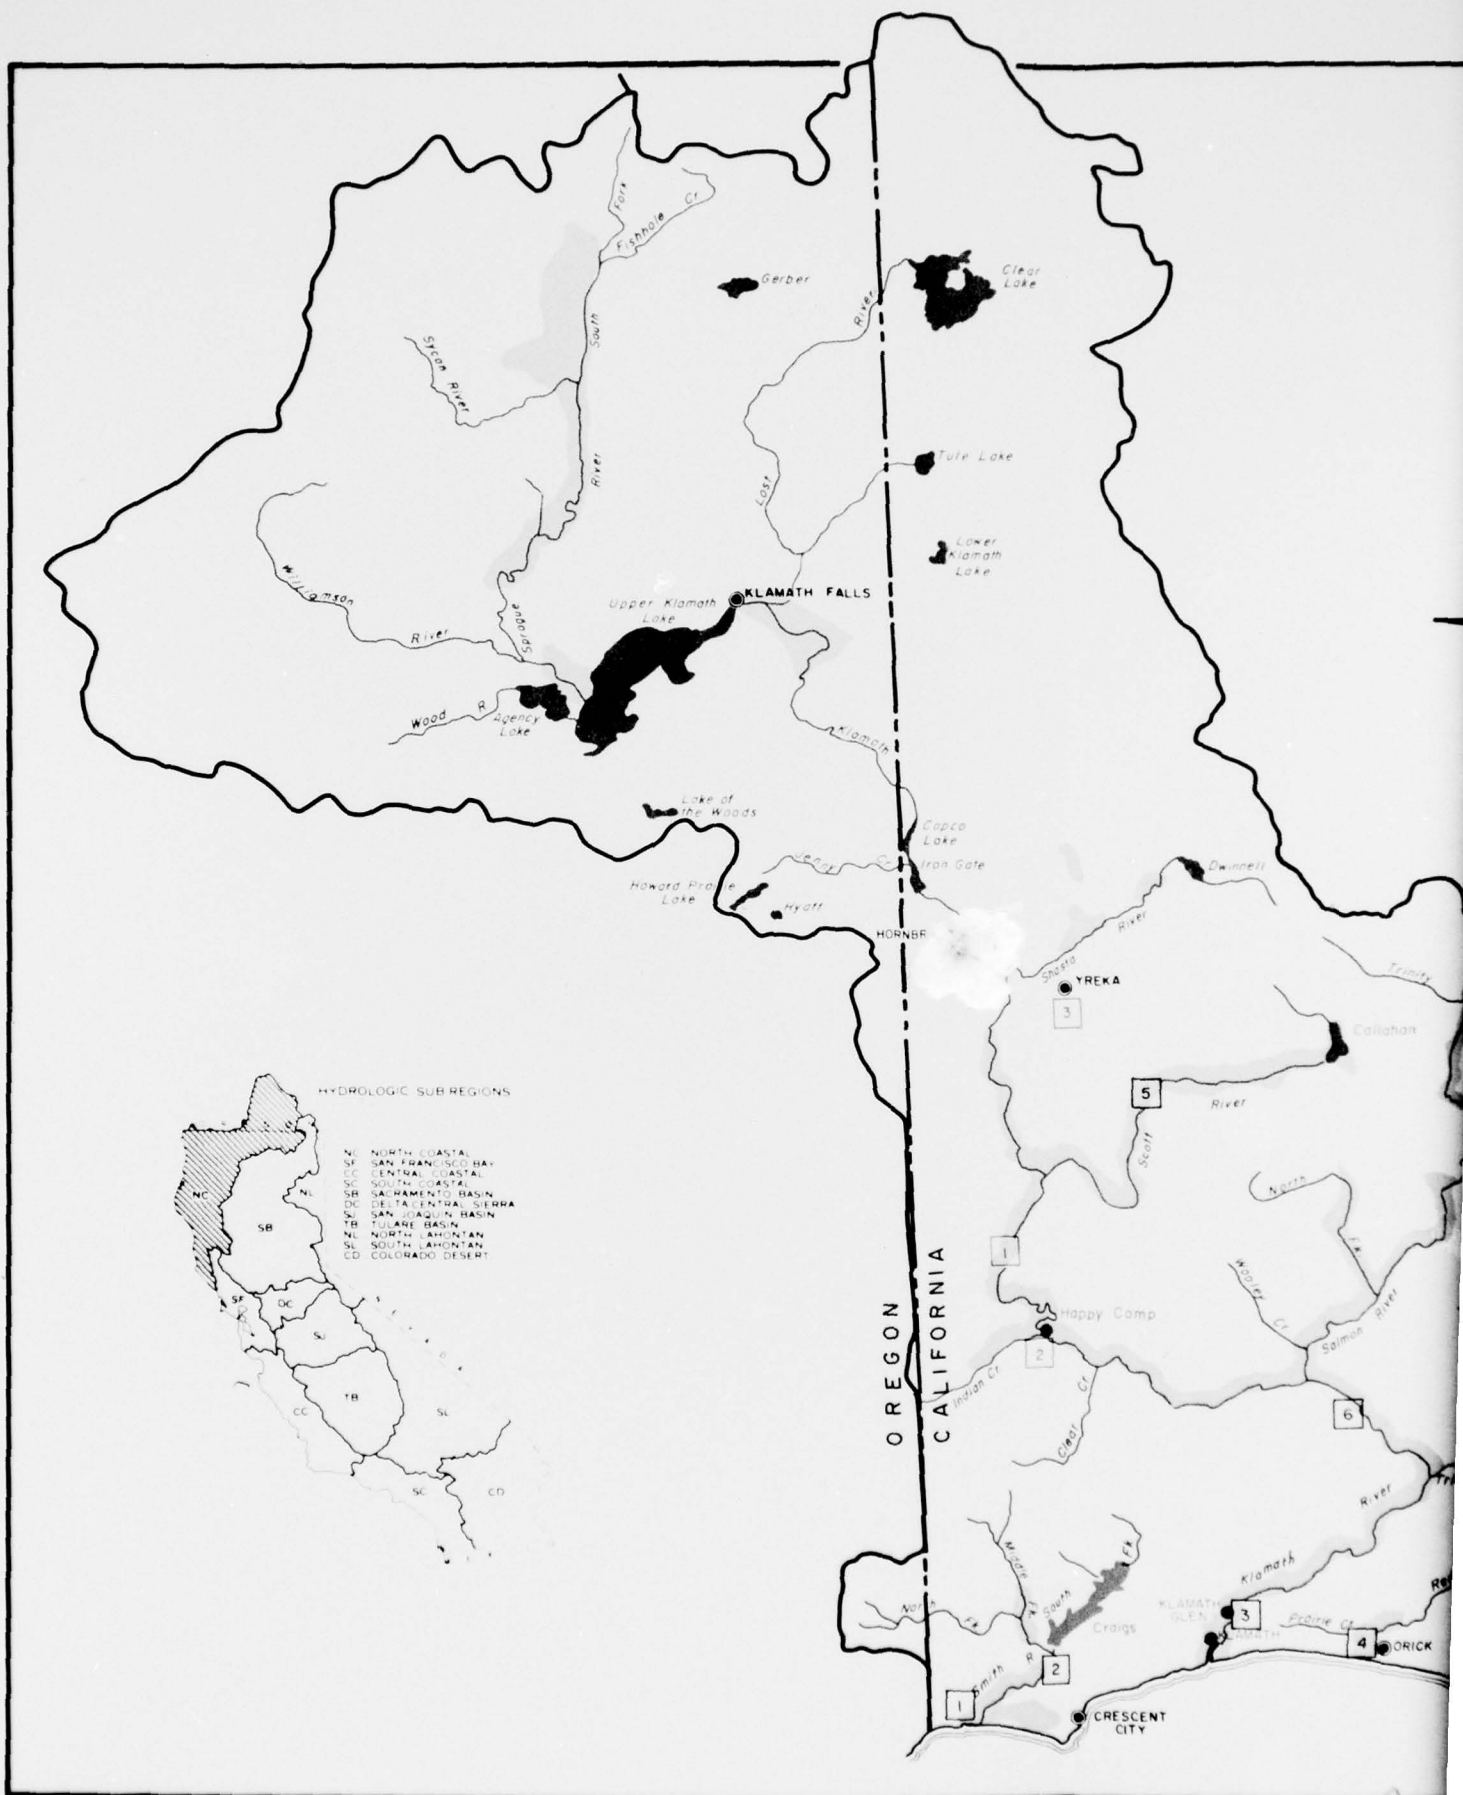 Fork
Fishhole Cr
Gerber
Clear
Lake
River
South
Sycan River
Tule Lake
River
Lost
Lower
Klamath
Lake
Williamson
KLAMATH FALLS
Upper Klamath
Lake
Sprague
River
Wood R
Agency
Lake
Klamath
Lake of
the Woods
Copco
Lake
Jenny Cr
Iron Gate
Dwinnell
Howard Prairie
Lake
Hyatt
River
HORNBR
Shasta
Trinity
YREKA
3
Callahan
HYDROLOGIC SUB REGIONS
5
River
NC NORTH COASTAL
SF SAN FRANCISCO BAY
CC CENTRAL COASTAL
SC SOUTH COASTAL
SB SACRAMENTO BASIN
DC DELTA CENTRAL SIERRA
SJ SAN JOAQUIN BASIN
TB TULARE BASIN
NL NORTH LAHONTAN
SL SOUTH LAHONTAN
CD COLORADO DESERT
Scott
NC
NL
SB
North
Fk
1
Wooley
Cr
SF
DC
SJ
OREGON
CALIFORNIA
Happy Camp
Salmon River
2
Indian Cr
Clear Cr
TB
CC
SL
6
SC
CD
River
Middle Fk
South Fk
Klamath
North Fk
KLAMATH
GLEN
3
Prairie Cr
Craigs
KLAMATH
4
ORICK
2
Smith R
1
CRESCENT
CITY